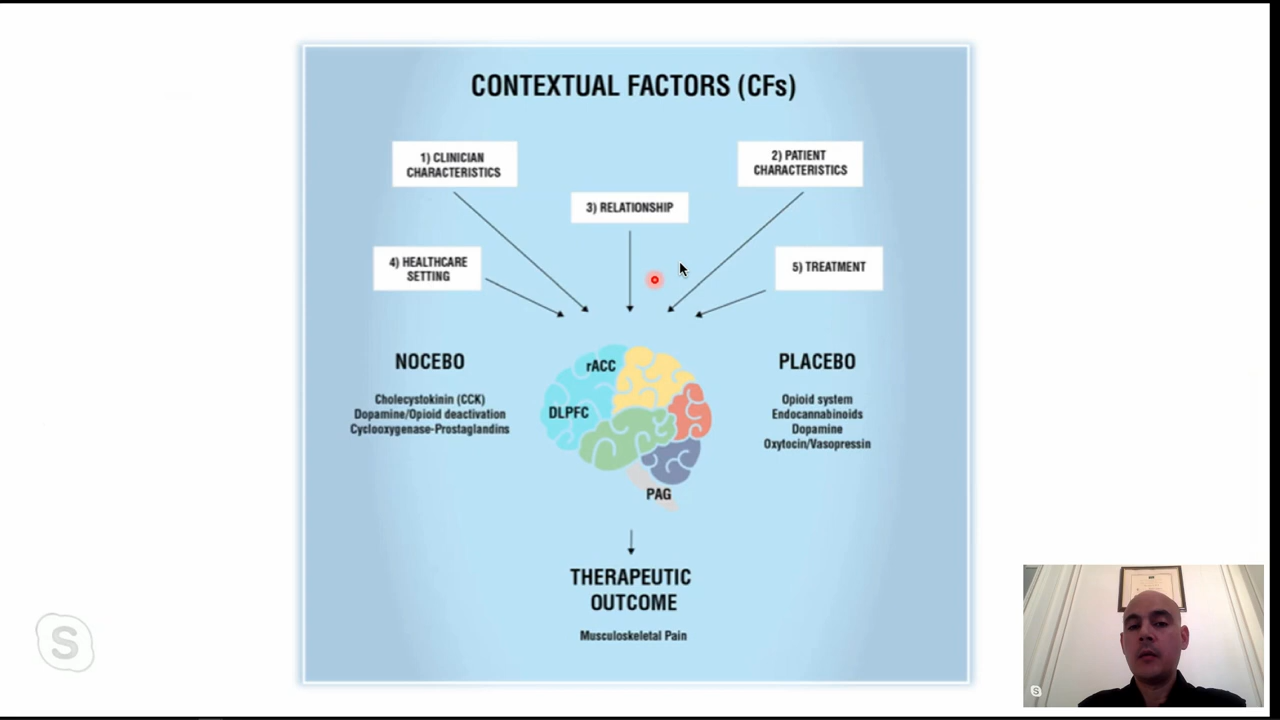 CONTEXTUAL FACTORS (CFs)
1) CLINICIAN
CHARACTERISTICS
2) PATIENT
CHARACTERISTICS
3) RELATIONSHIP
4) HEALTHCARE
SETTING
5) TREATMENT
NOCEBO
Cholecystokinin (CCK)
Dopamine/Opioid deactivation
Cyclooxygenase-Prostaglandins
rACC
DLPFC
PAG
PLACEBO
Opioid system
Endocannabinoids
Dopamine
Oxytocin/Vasopressin
THERAPEUTIC
OUTCOME
Musculoskeletal Pain
S